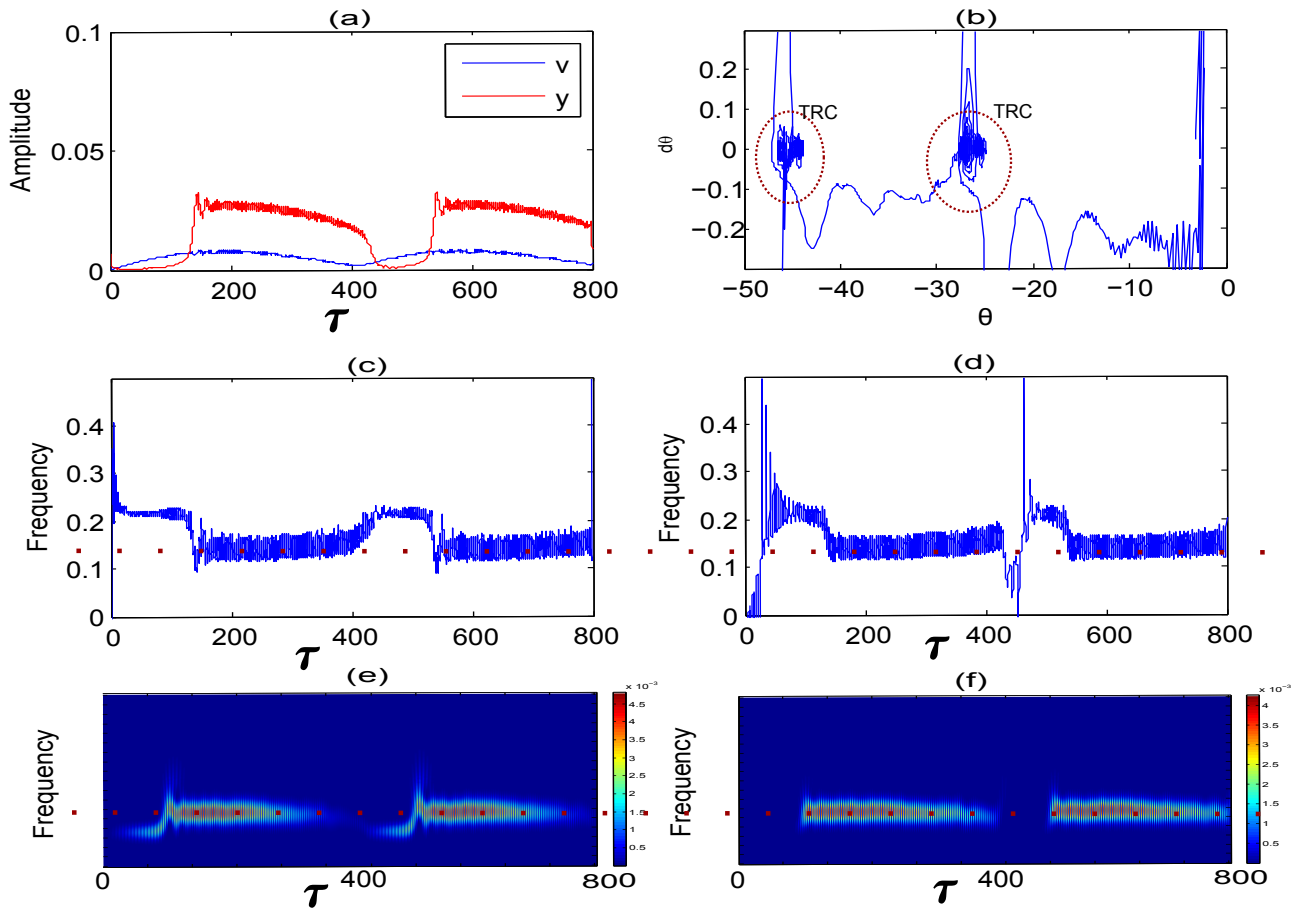 (a)
0.1
0.05
0
Amplitude
v
y
0 200 400 600 800
τ
(b)
0.2
0.1
0
−0.1
−0.2
dθ
TRC
TRC
−50 −40 −30 −20 −10 0
θ
(c)
0.4
0.3
0.2
0.1
0
Frequency
0 200 400 600 800
τ
(d)
0.4
0.3
0.2
0.1
0
Frequency
0 200 400 600 800
τ
(e)
Frequency
0 400 800
τ
x 10⁻³
4.5
4
3.5
3
2.5
2
1.5
1
0.5
(f)
Frequency
0 400 800
τ
x 10⁻³
4
3.5
3
2.5
2
1.5
1
0.5